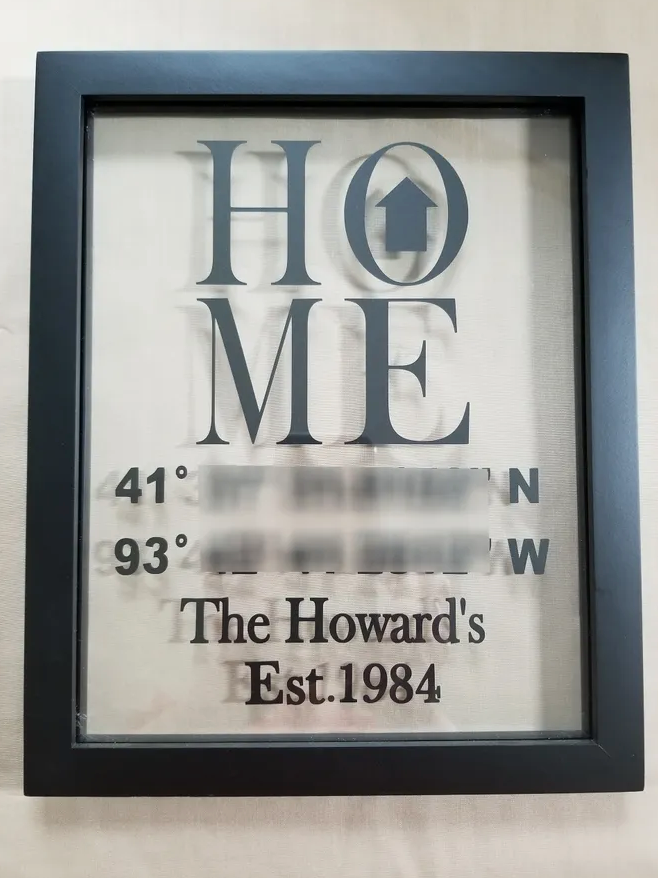 HO
ME
41° N
93° W
The Howard's
Est.1984